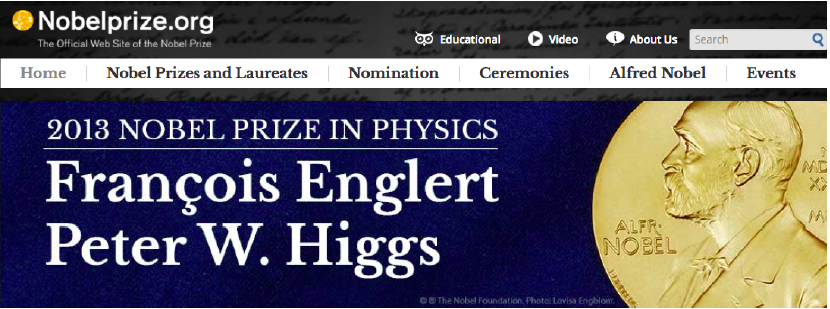 Nobelprize.org
The Official Web Site of the Nobel Prize
Educational Video About Us Search
Home Nobel Prizes and Laureates Nomination Ceremonies Alfred Nobel Events
2013 NOBEL PRIZE IN PHYSICS
François Englert
Peter W. Higgs
ALFR·
NOBEL
© ® The Nobel Foundation. Photo: Lovisa Engblom.